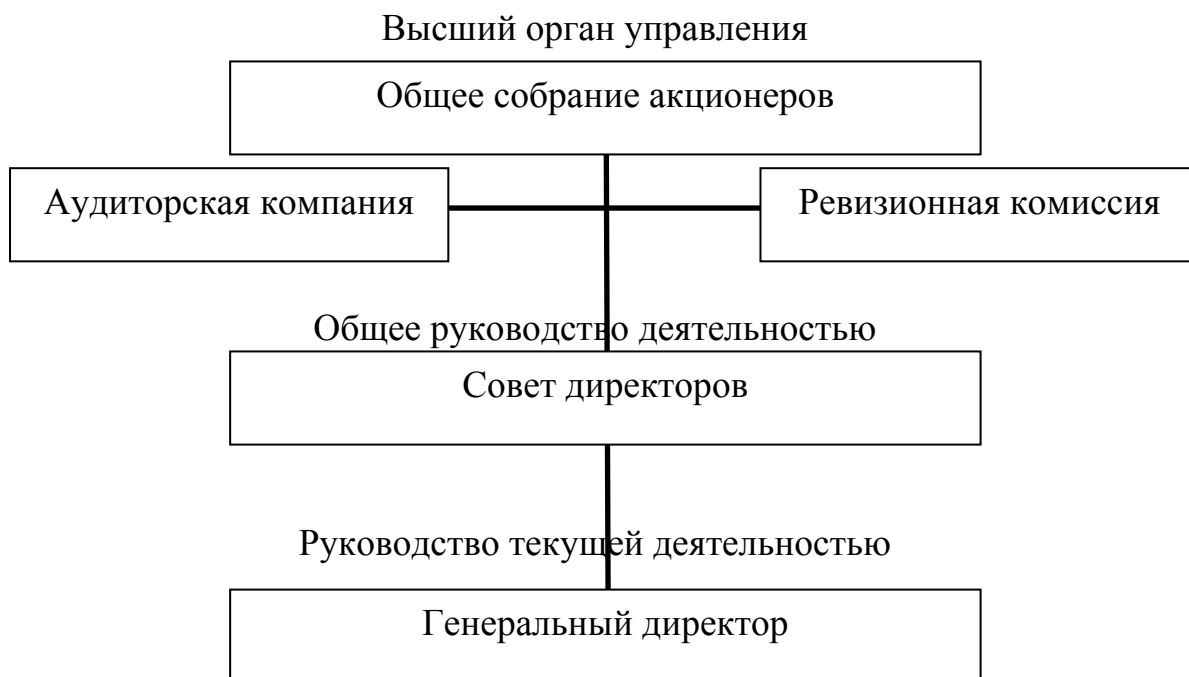 Высший орган управления
Общее собрание акционеров
Аудиторская компания
Ревизионная комиссия
Общее руководство деятельностью
Совет директоров
Руководство текущей деятельностью
Генеральный директор